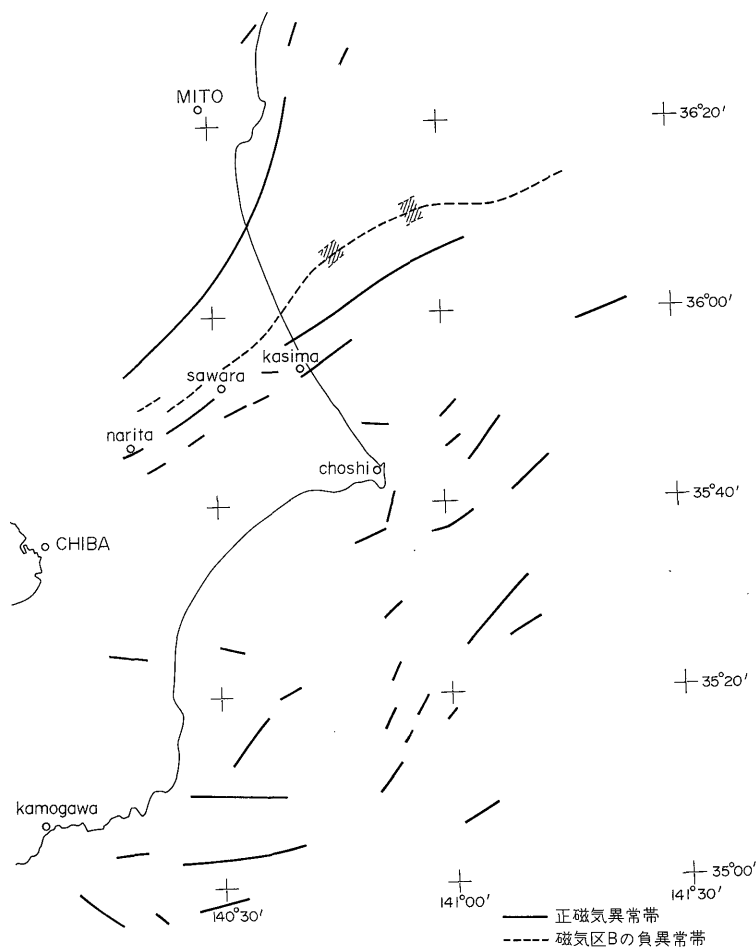 MITO
36°20'
36°00'
kasima
sawara
narita
choshi
35°40'
CHIBA
35°20'
kamogawa
35°00'
140°30'
141°00'
141°30'
正磁気異常帯
磁気区Bの負異常帯